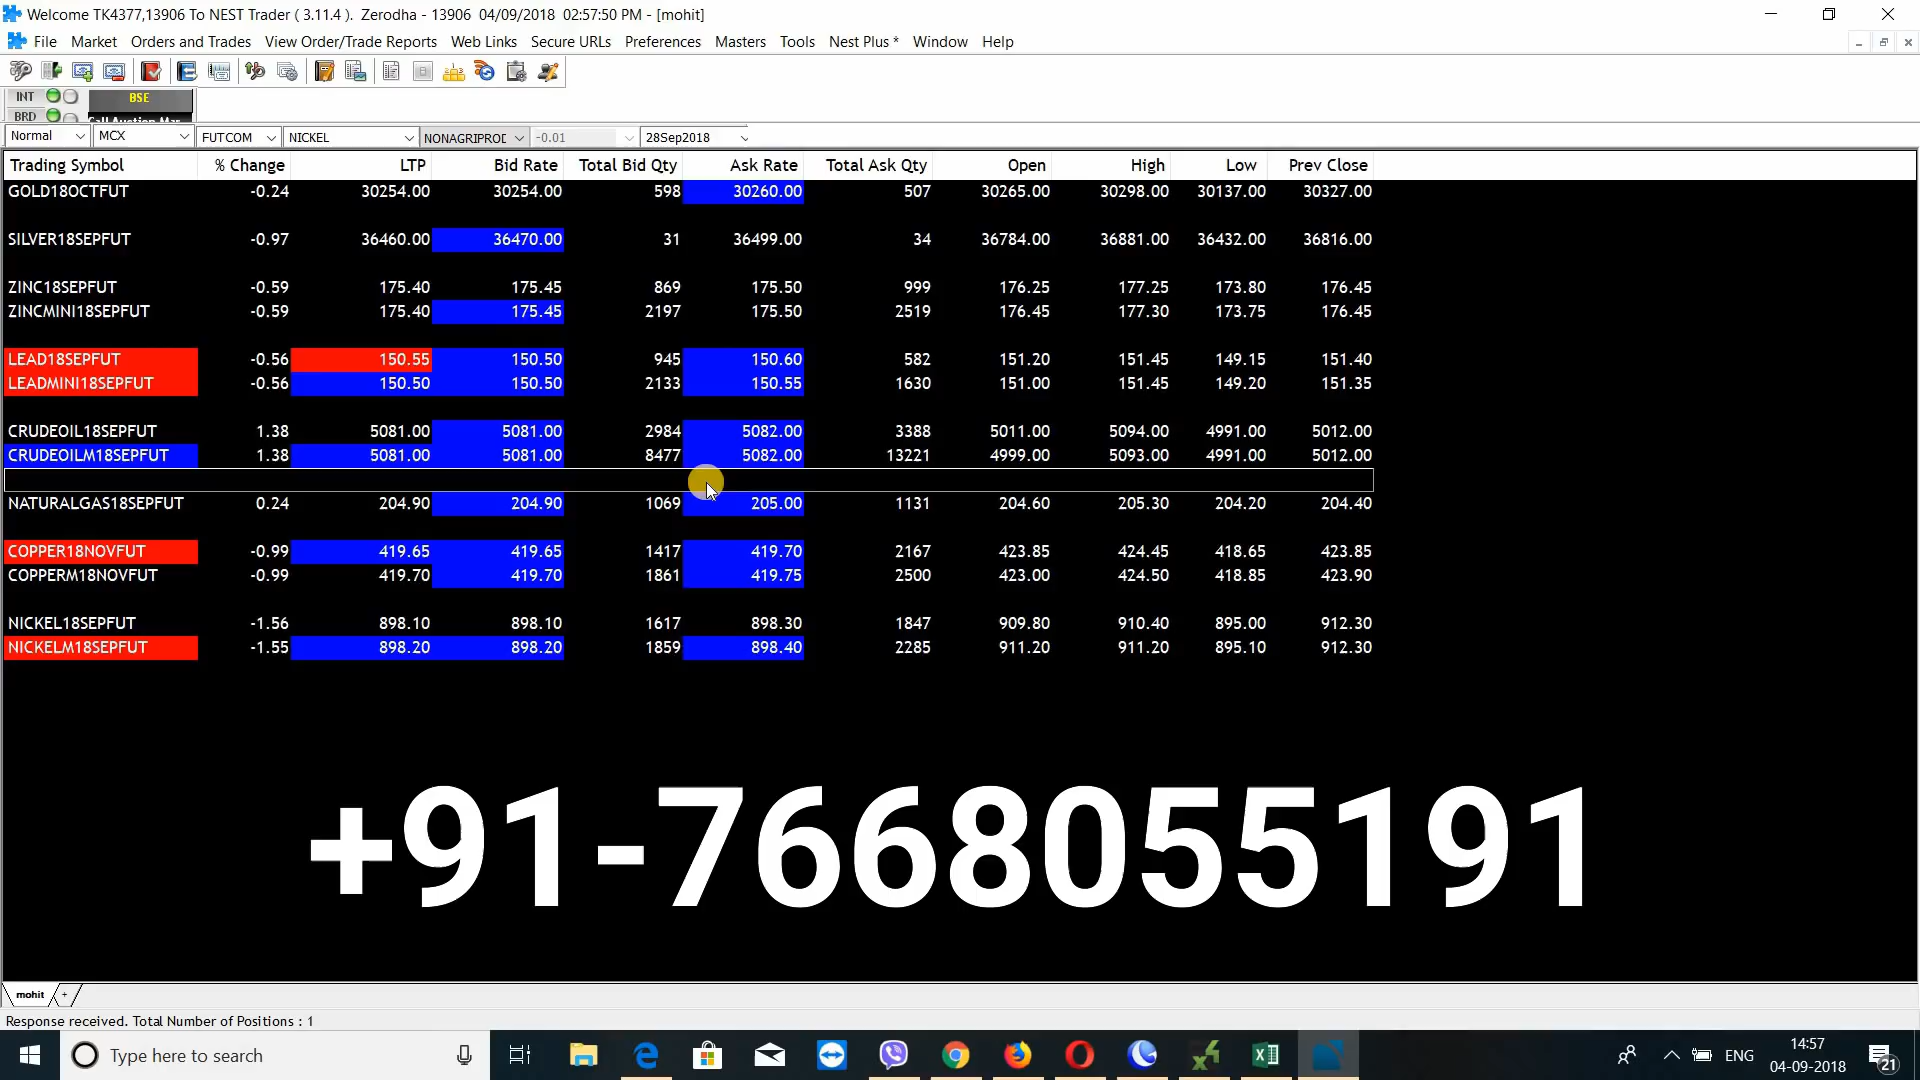 Welcome TK4377,13906 To NEST Trader ( 3.11.4 ). Zerodha - 13906 04/09/2018 02:57:50 PM - [mohit]
File Market Orders and Trades View Order/Trade Reports Web Links Secure URLs Preferences Masters Tools Nest Plus * Window Help
INT BSE
BRD
Normal MCX FUTCOM NICKEL NONAGRIPROD -0.01 28Sep2018
Trading Symbol % Change LTP Bid Rate Total Bid Qty Ask Rate Total Ask Qty Open High Low Prev Close
GOLD18OCTFUT -0.24 30254.00 30254.00 598 30260.00 507 30265.00 30298.00 30137.00 30327.00
SILVER18SEPFUT -0.97 36460.00 36470.00 31 36499.00 34 36784.00 36881.00 36432.00 36816.00
ZINC18SEPFUT -0.59 175.40 175.45 869 175.50 999 176.25 177.25 173.80 176.45
ZINCMINI18SEPFUT -0.59 175.40 175.45 2197 175.50 2519 176.45 177.30 173.75 176.45
LEAD18SEPFUT -0.56 150.55 150.50 945 150.60 582 151.20 151.45 149.15 151.40
LEADMINI18SEPFUT -0.56 150.50 150.50 2133 150.55 1630 151.00 151.45 149.20 151.35
CRUDEOIL18SEPFUT 1.38 5081.00 5081.00 2984 5082.00 3388 5011.00 5094.00 4991.00 5012.00
CRUDEOILM18SEPFUT 1.38 5081.00 5081.00 8477 5082.00 13221 4999.00 5093.00 4991.00 5012.00
NATURALGAS18SEPFUT 0.24 204.90 204.90 1069 205.00 1131 204.60 205.30 204.20 204.40
COPPER18NOVFUT -0.99 419.65 419.65 1417 419.70 2167 423.85 424.45 418.65 423.85
COPPERM18NOVFUT -0.99 419.70 419.70 1861 419.75 2500 423.00 424.50 418.85 423.90
NICKEL18SEPFUT -1.56 898.10 898.10 1617 898.30 1847 909.80 910.40 895.00 912.30
NICKELM18SEPFUT -1.55 898.20 898.20 1859 898.40 2285 911.20 911.20 895.10 912.30
+91-7668055191
mohit +
Response received. Total Number of Positions : 1
Type here to search ENG 14:57
04-09-2018 21